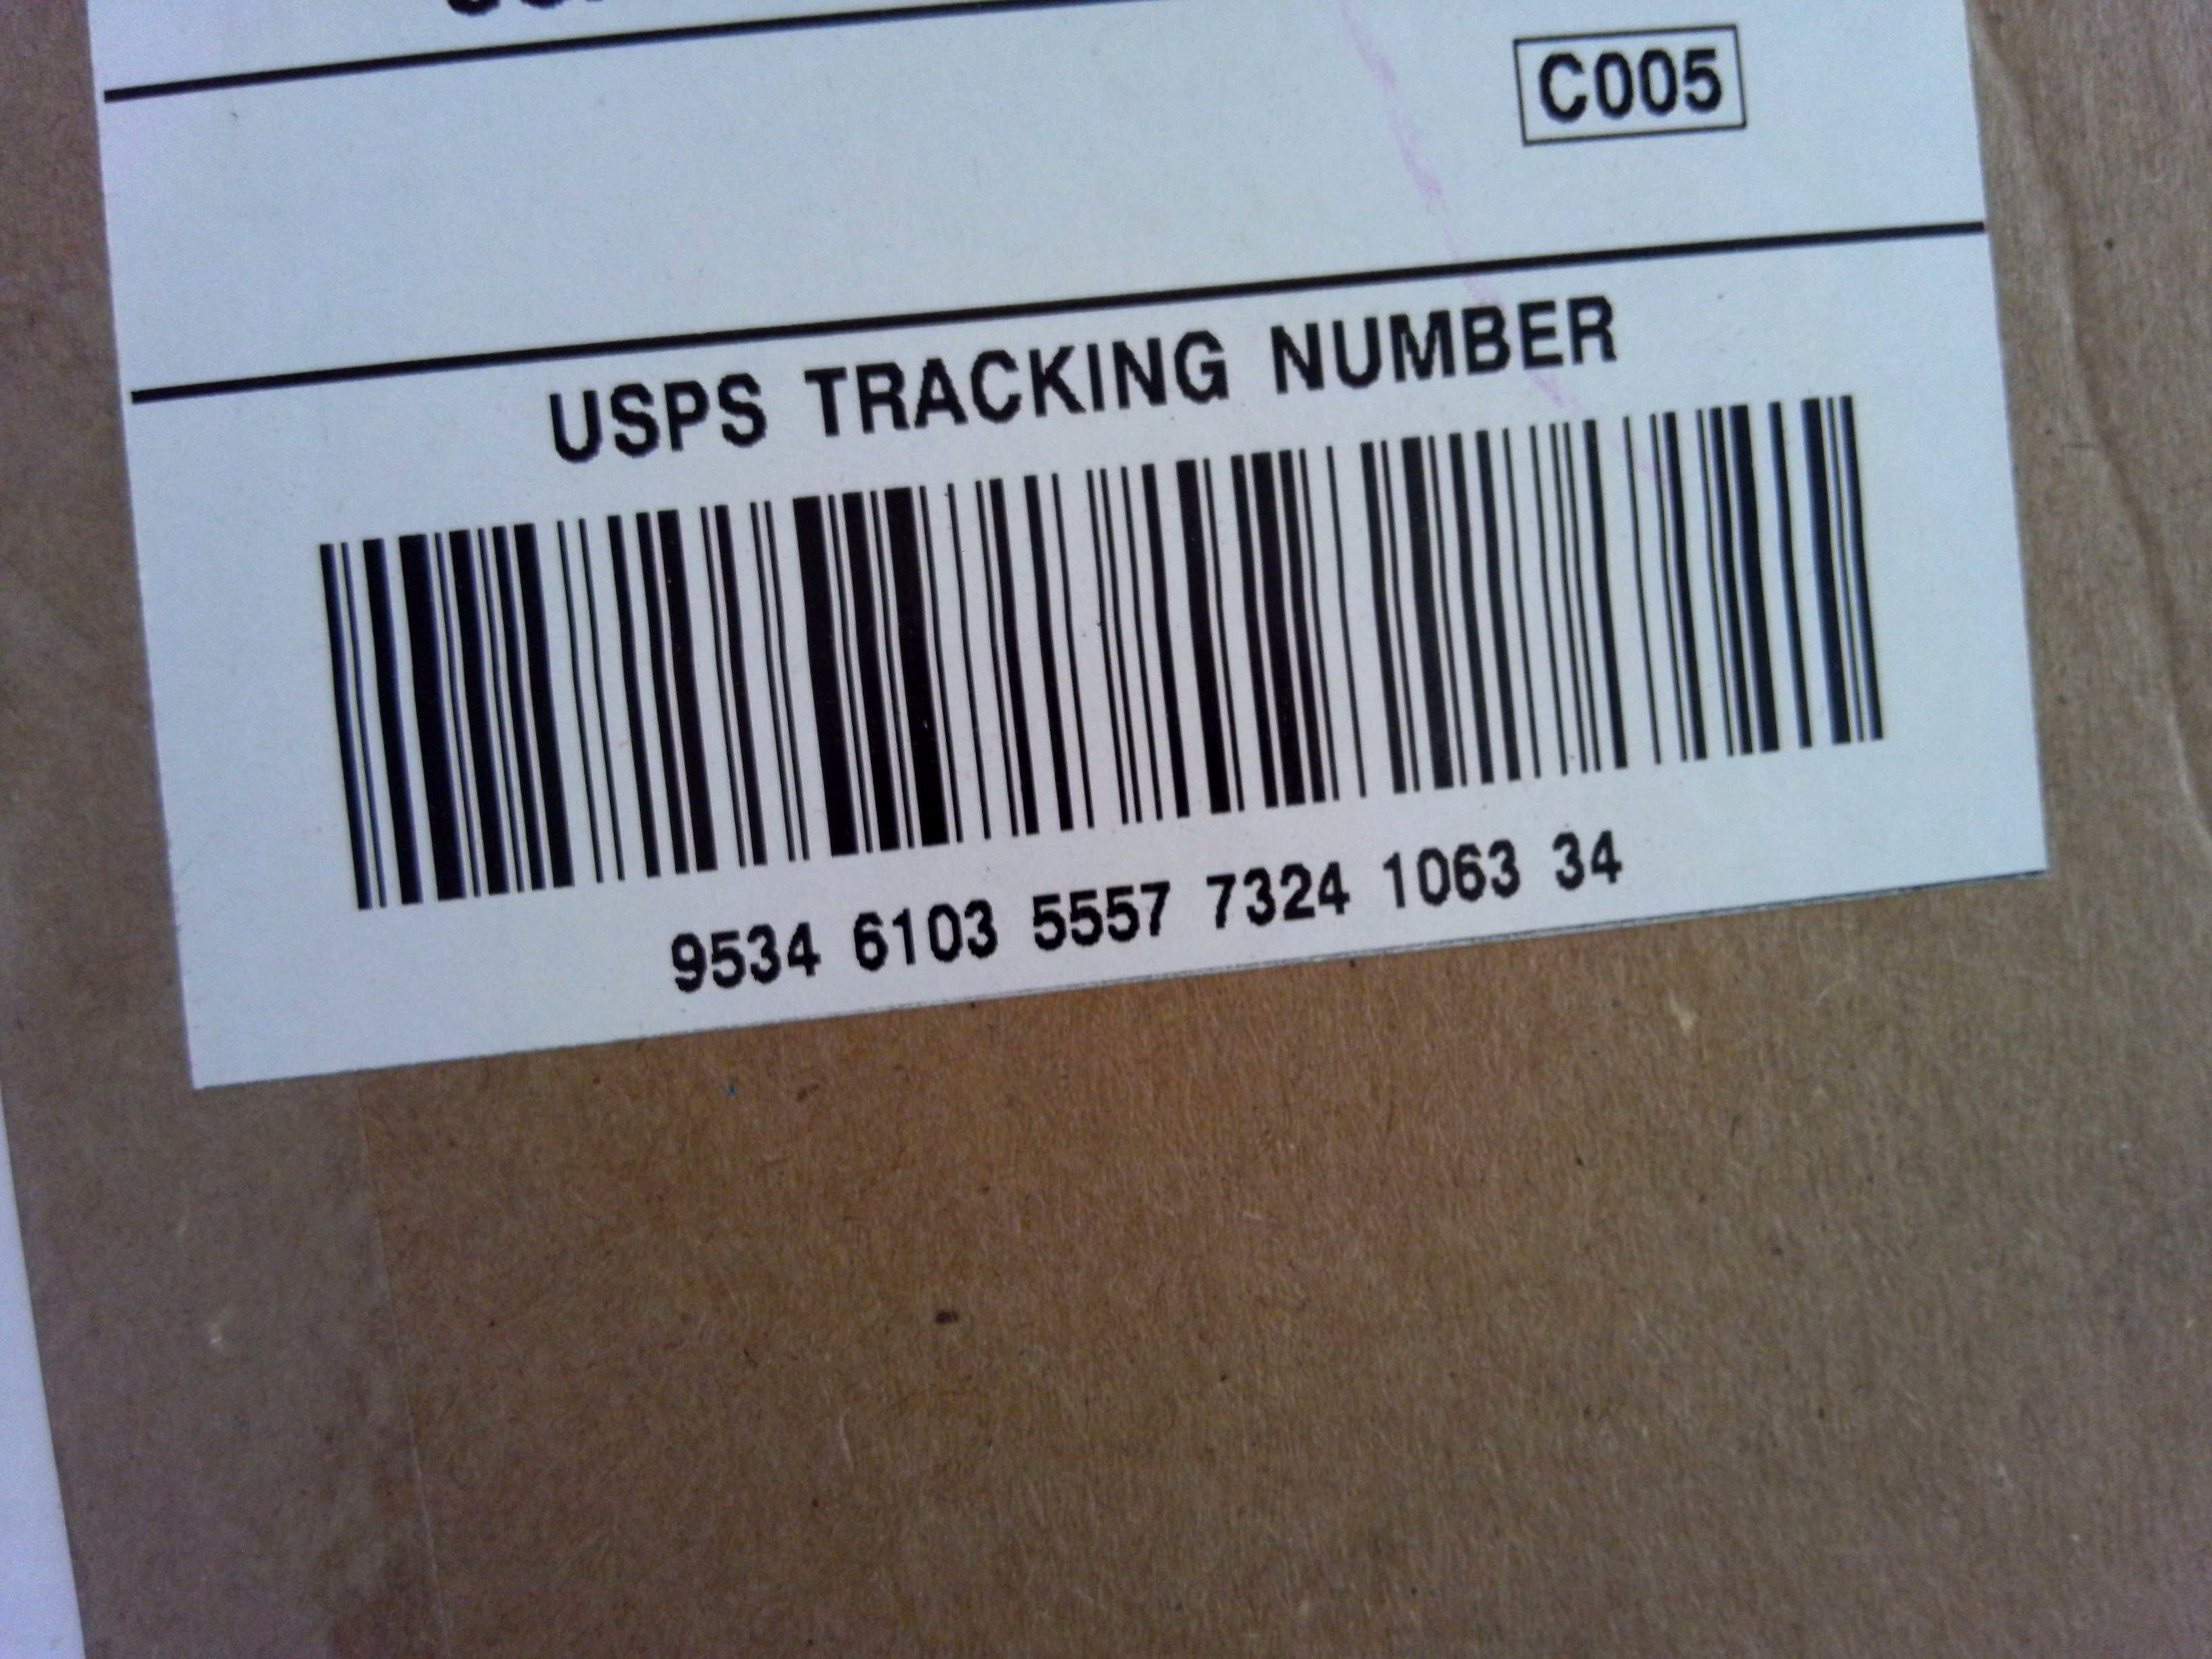 C005
USPS TRACKING NUMBER
9534 6103 5557 7324 1063 34